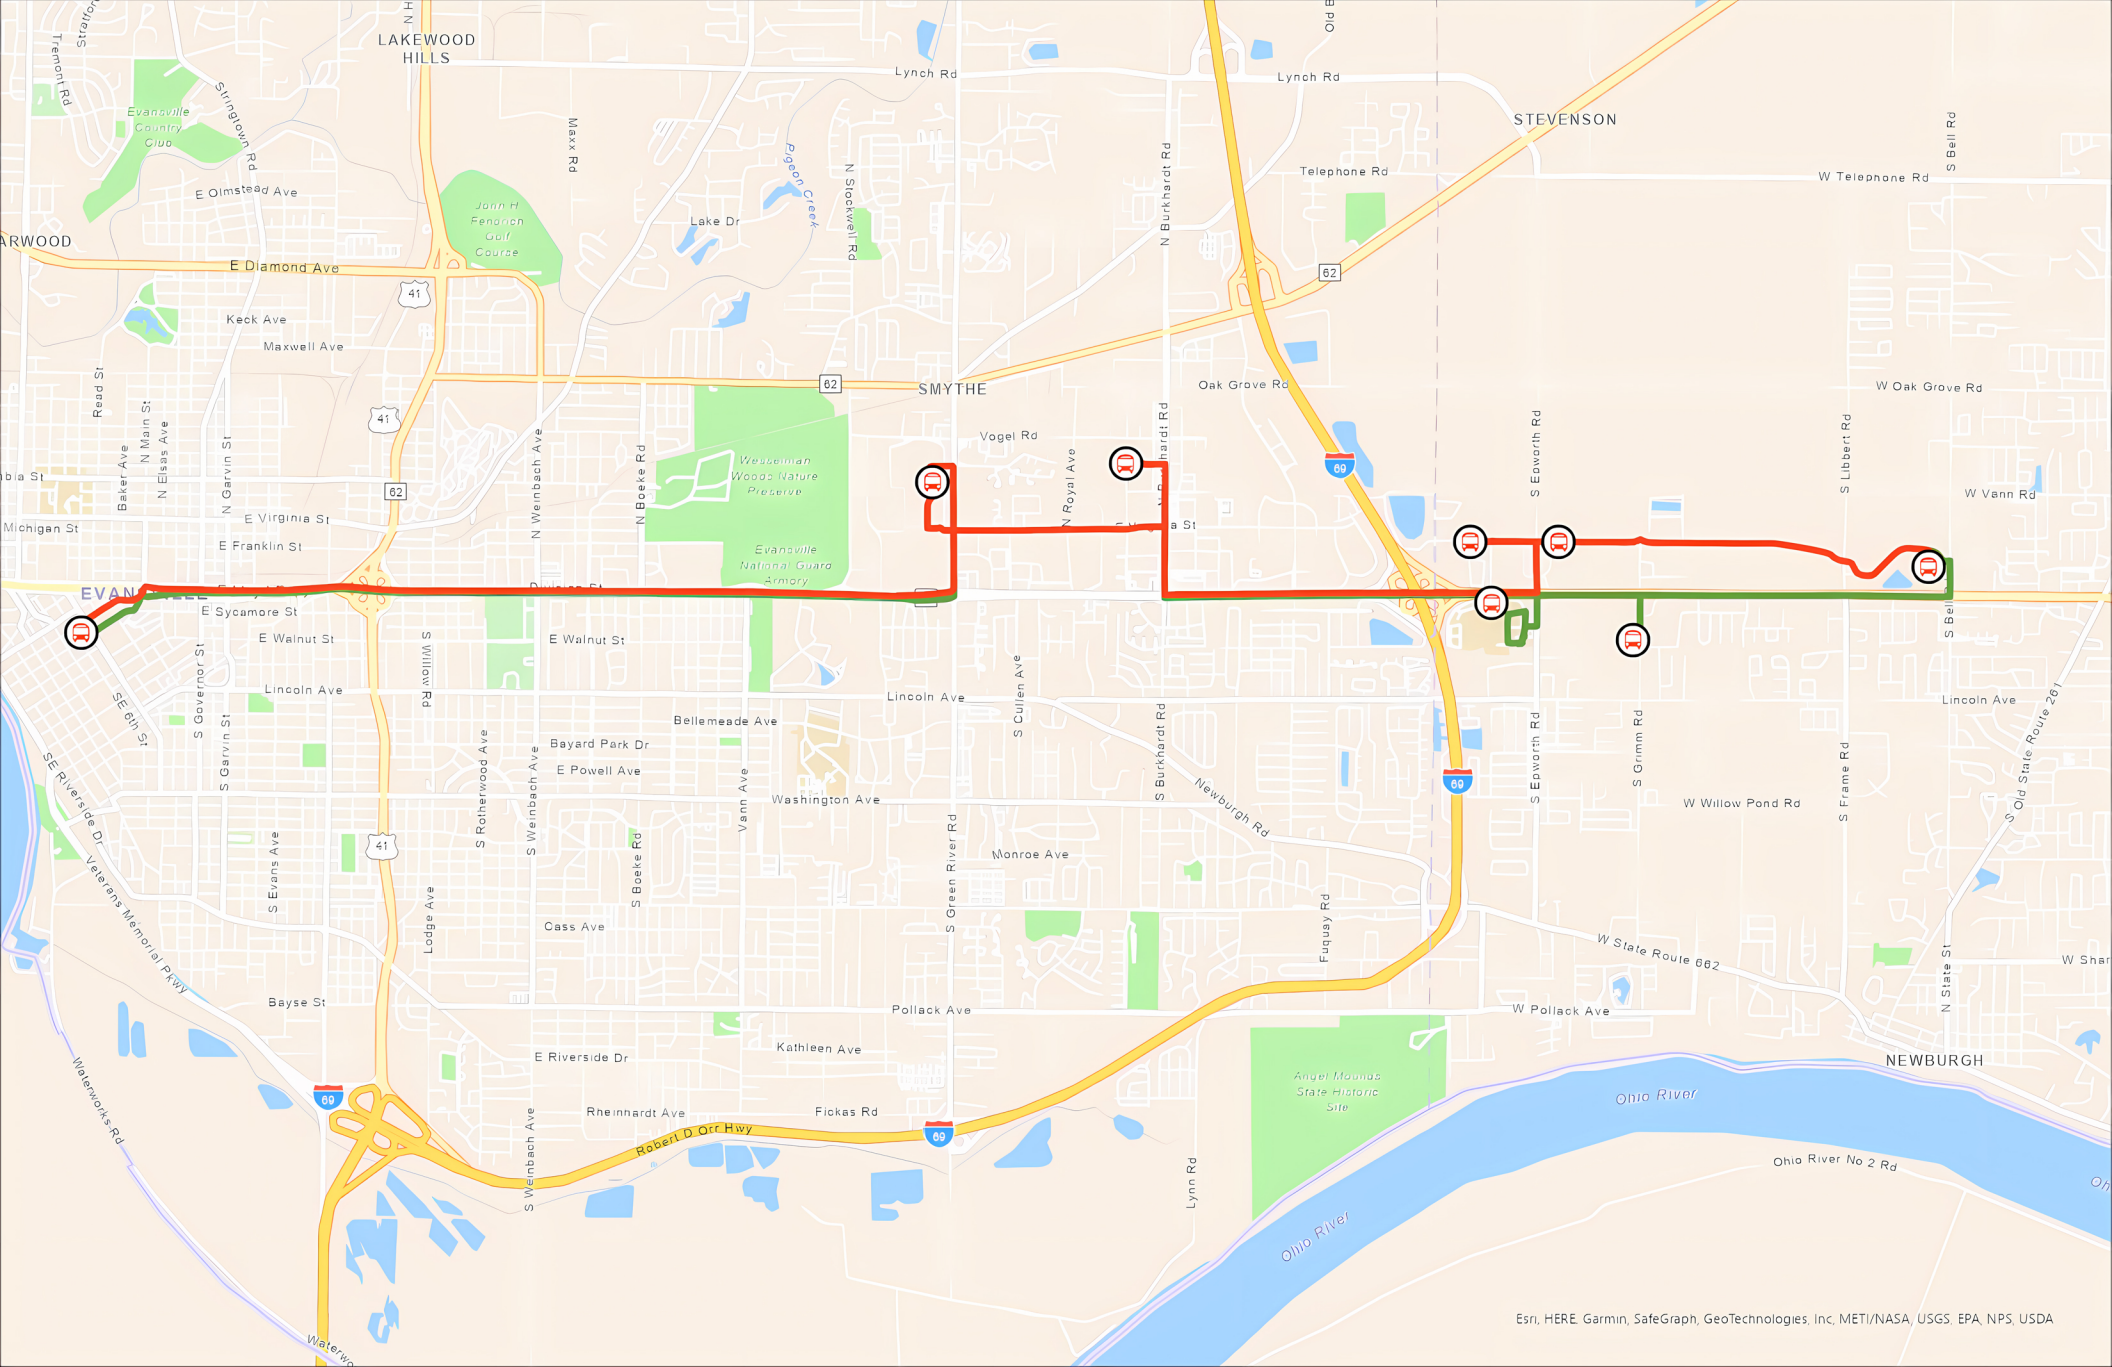 LAKEWOOD
HILLS
Lynch Rd
Lynch Rd
STEVENSON
Tremont Rd
Stringtown Rd
Evansville
Country
Club
Maxx Rd
Pigeon Creek
N Stockwell Rd
N Burkhardt Rd
Telephone Rd
W Telephone Rd
S Bell Rd
E Olmstead Ave
John H
Fendrich
Golf
Course
Lake Dr
E Diamond Ave
41
62
Keck Ave
Maxwell Ave
62
SMYTHE
Oak Grove Rd
W Oak Grove Rd
Read St
N Main St
N Elsas Ave
Baker Ave
N Garvin St
41
N Weinbach Ave
N Boeke Rd
Vogel Rd
N Royal Ave
S Epworth Rd
S Libbert Rd
Wesselman
Woods Nature
Preserve
69
W Vann Rd
62
E Virginia St
Michigan St
E Franklin St
Evansville
National Guard
Armory
E Sycamore St
E Walnut St
E Walnut St
S Willow Rd
S Governor St
SE 6th St
Lincoln Ave
Lincoln Ave
Lincoln Ave
S Cullen Ave
S Garvin St
Bellemeade Ave
Bayard Park Dr
E Powell Ave
S Rotherwood Ave
S Weinbach Ave
Vann Ave
Washington Ave
S Burkhardt Rd
Newburgh Rd
69
S Epworth Rd
S Grimm Rd
W Willow Pond Rd
S Frame Rd
S Old State Route 261
SE Riverside Dr
41
S Evans Ave
S Boeke Rd
Monroe Ave
S Green River Rd
Lodge Ave
Cass Ave
Fuquay Rd
W State Route 662
N State St
Veterans Memorial Pkwy
Bayse St
Pollack Ave
W Pollack Ave
E Riverside Dr
Kathleen Ave
NEWBURGH
Angel Mounds
State Historic
Site
Ohio River
Waterworks Rd
69
Rheinhardt Ave
Fickas Rd
69
Robert D Orr Hwy
S Weinbach Ave
Lynn Rd
Ohio River No 2 Rd
Ohio River
Esri, HERE, Garmin, SafeGraph, GeoTechnologies, Inc, METI/NASA, USGS, EPA, NPS, USDA